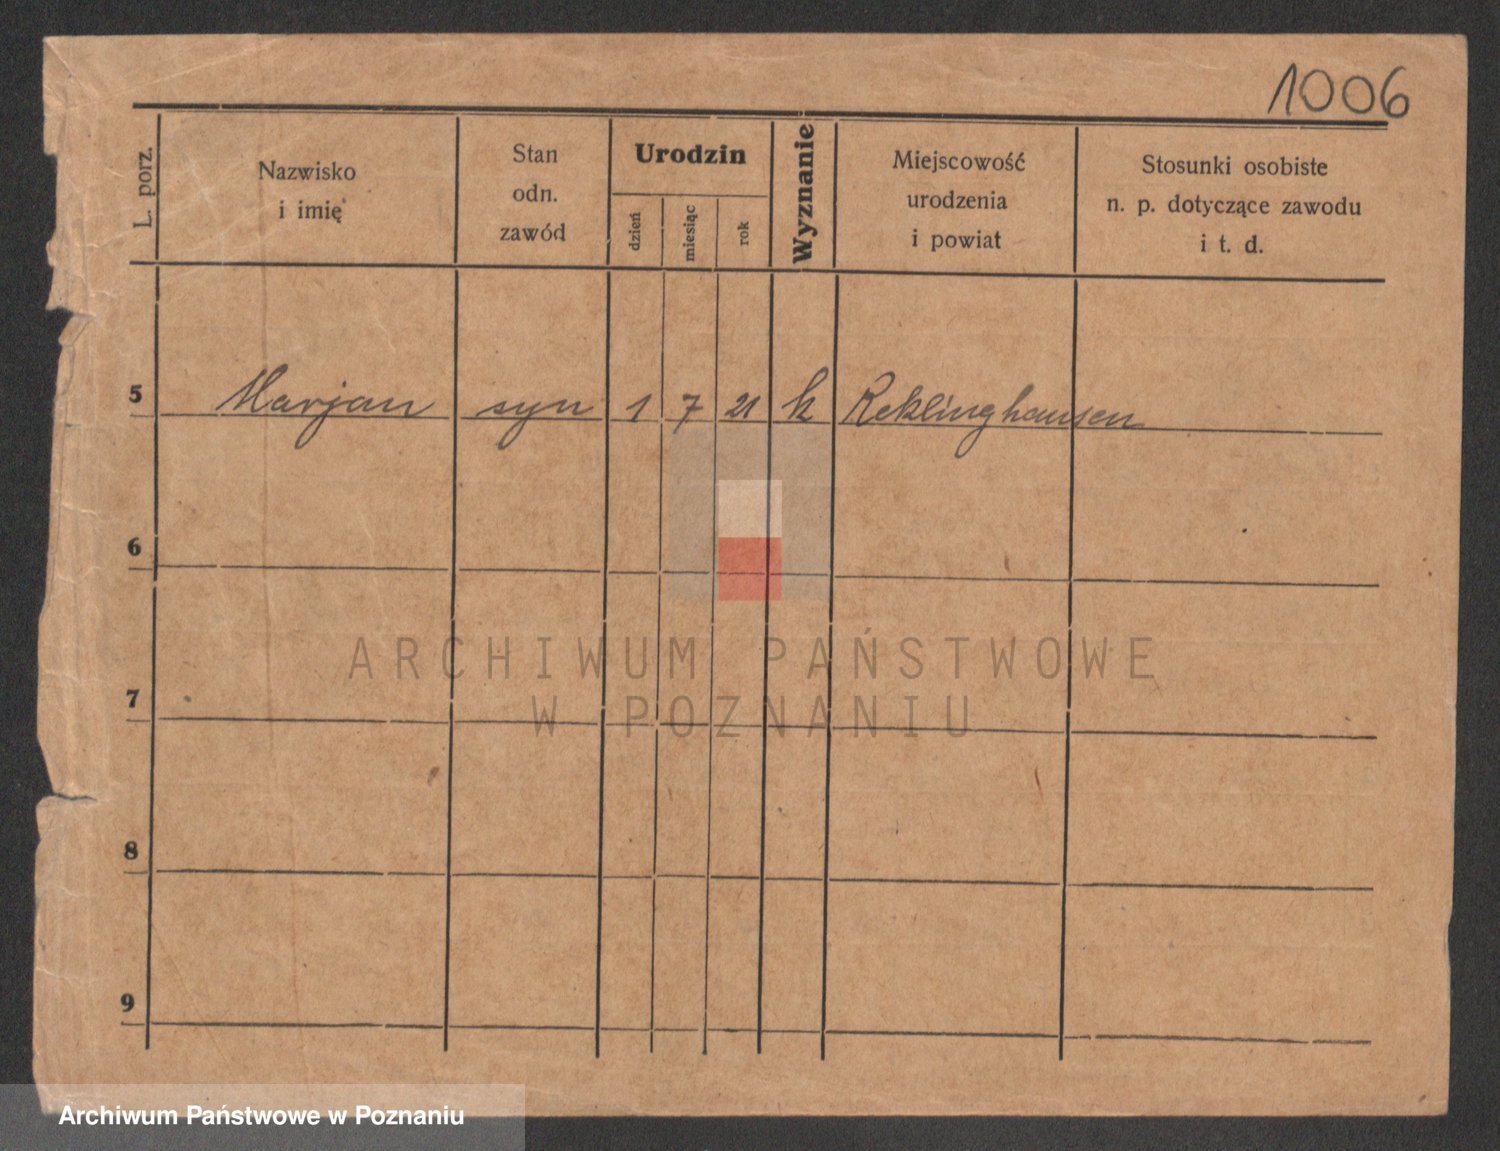 1006
L. porz.
Nazwisko
i imię
Stan
odn.
zawód
Urodzin
dzień
miesiąc
rok
Wyznanie
Miejscowość
urodzenia
i powiat
Stosunki osobiste
n. p. dotyczące zawodu
i t. d.
5 Marjan syn 1 7 21 k Reklinghausen
6
7
8
9
ARCHIWUM PAŃSTWOWE
W POZNANIU
Archiwum Państwowe w Poznaniu